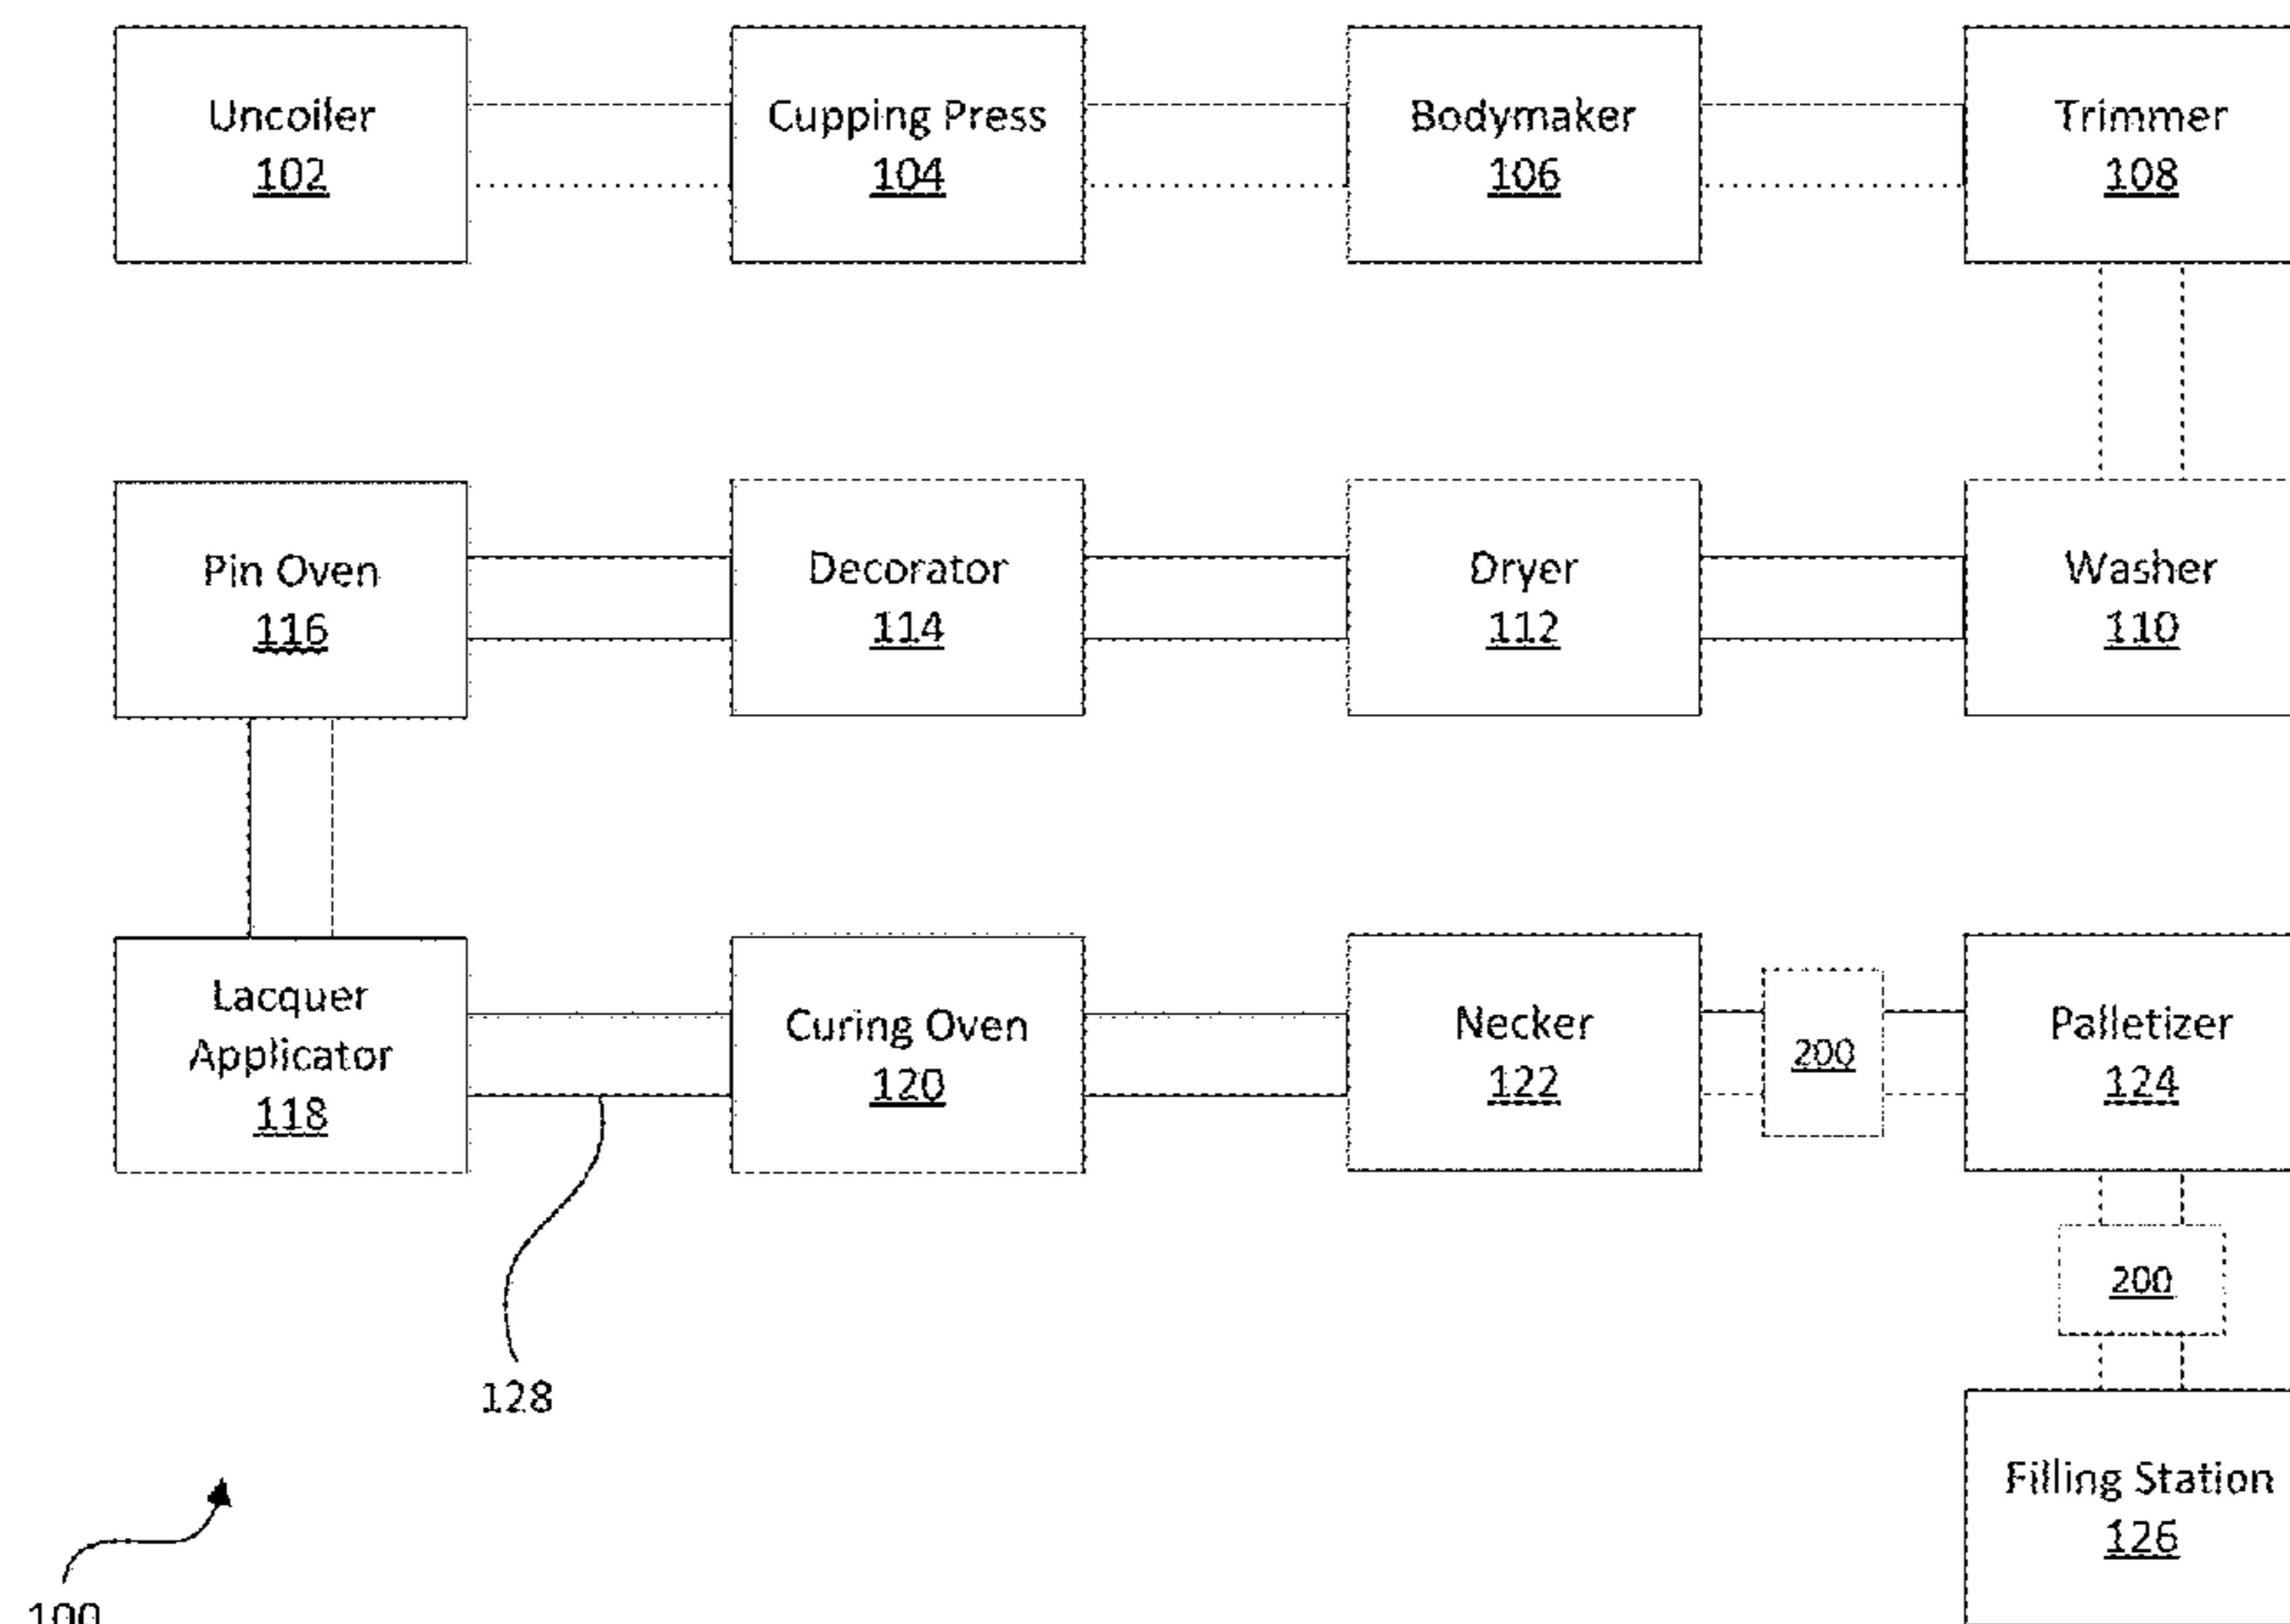 Uncoiler
102
Cupping Press
104
Bodymaker
106
Trimmer
108
Pin Oven
116
Decorator
114
Dryer
112
Washer
110
Lacquer
Applicator
118
Curing Oven
120
Necker
122
200
Palletizer
124
200
128
Filling Station
126
100